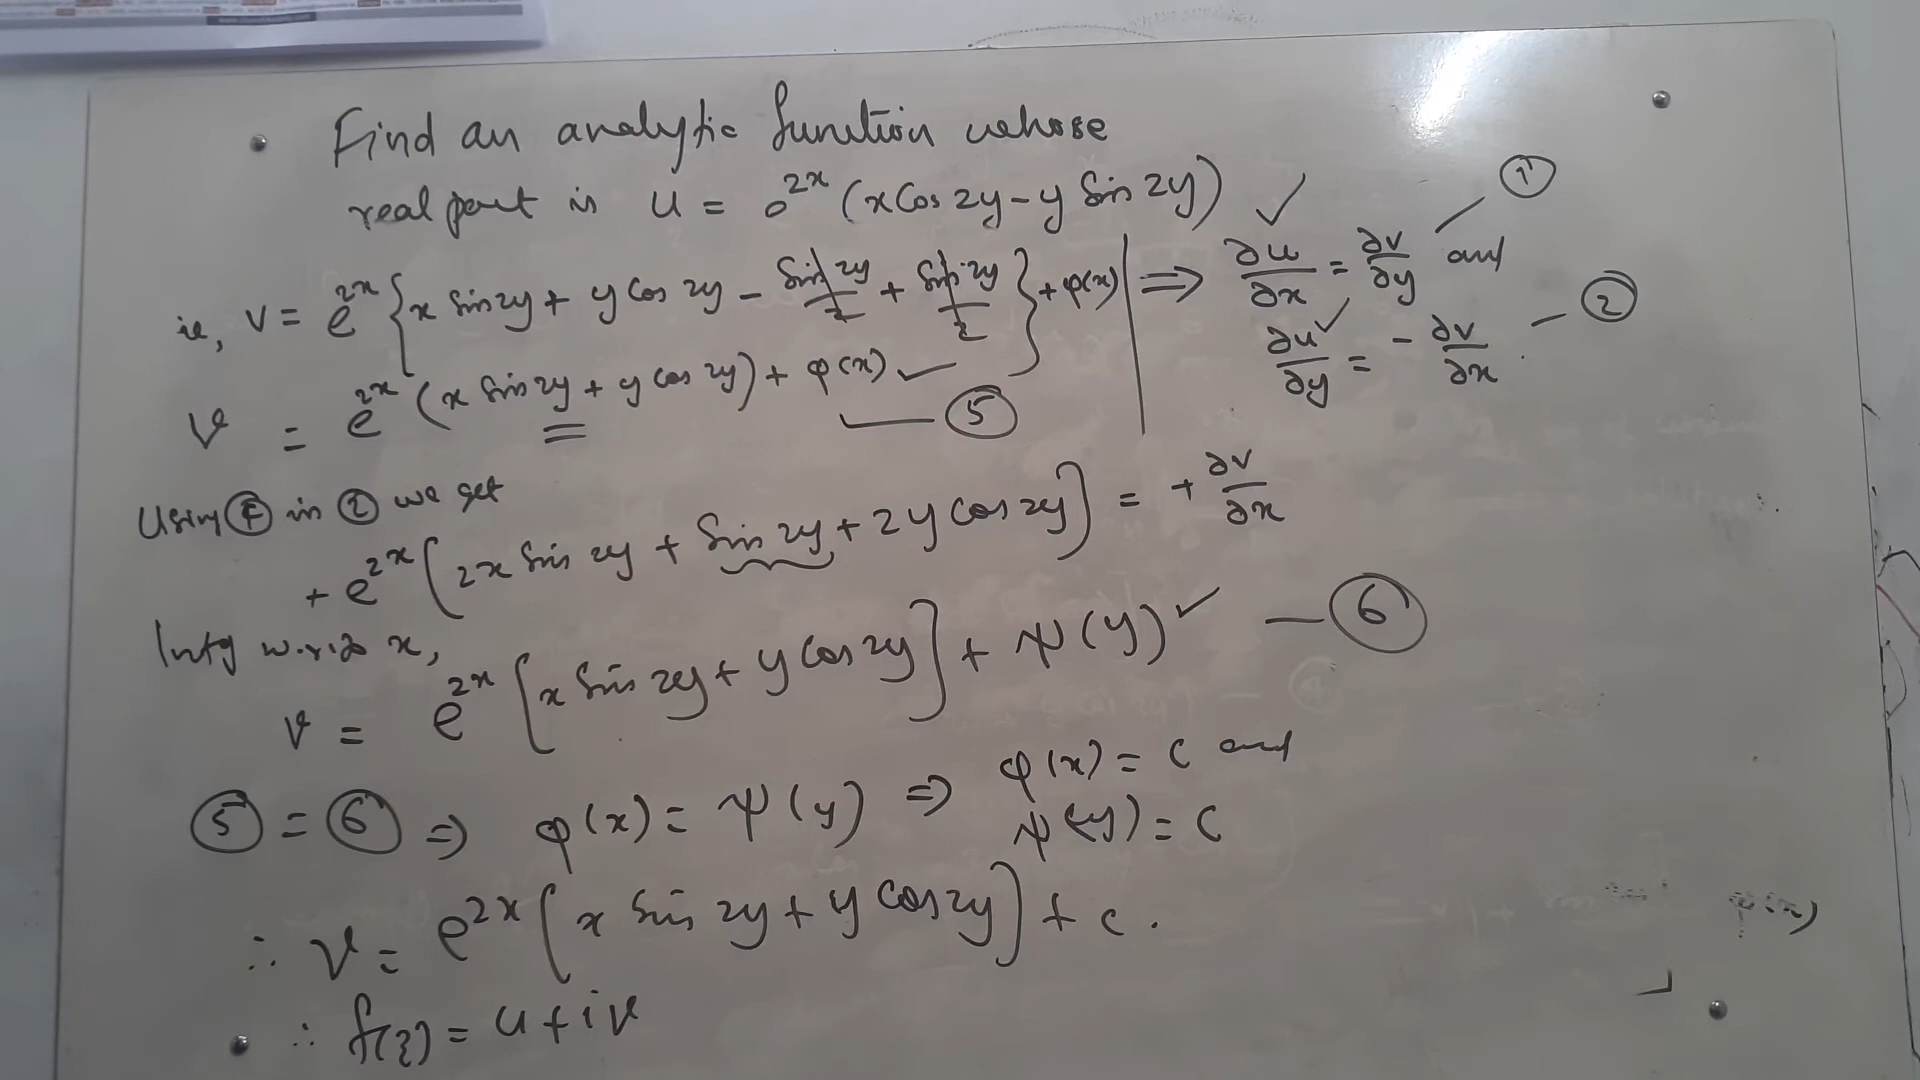 Find an analytic function whose
real part is u = e^{2x} (x Cos 2y - y Sin 2y) ✓
ie, v = e^{2x} { x Sin 2y + y Cos 2y - Sin 2y/2 + Sin 2y/2 } + φ(x)
v = e^{2x} (x Sin 2y + y Cos 2y) + φ(x) ✓ — ⑤
⇒ ∂u/∂x = ∂v/∂y and — ①
∂u/∂y = - ∂v/∂x — ②
✓
Using in ② we get
+ e^{2x} ( 2x Sin 2y + Sin 2y + 2y Cos 2y ] = + ∂v/∂x
Intg w.r.to x,
v = e^{2x} [ x Sin 2y + y Cos 2y ] + ψ(y) ✓ — ⑥
⑤ = ⑥ ⇒ φ(x) = ψ(y) ⇒ φ(x) = c and
ψ(y) = c
∴ v = e^{2x} [ x Sin 2y + y Cos 2y ] + c .
∴ f(z) = u + iv